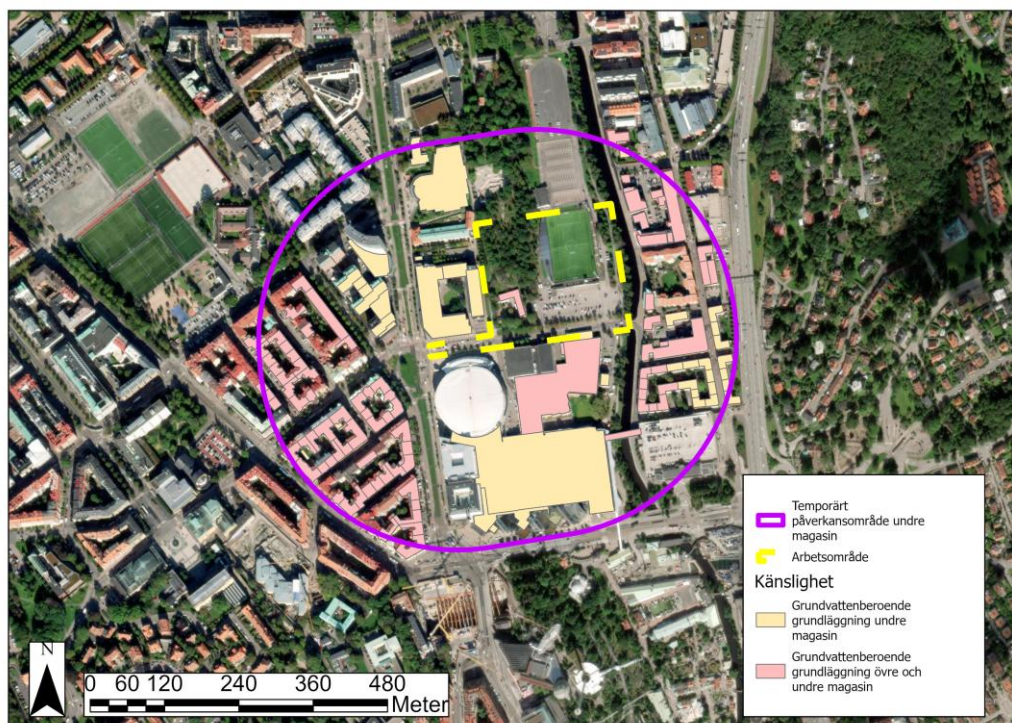 Temporärt
påverkansområde undre
magasin
Arbetsområde
Känslighet
Grundvattenberoende
grundläggning undre
magasin
Grundvattenberoende
grundläggning övre och
undre magasin
N
0 60 120 240 360 480
Meter